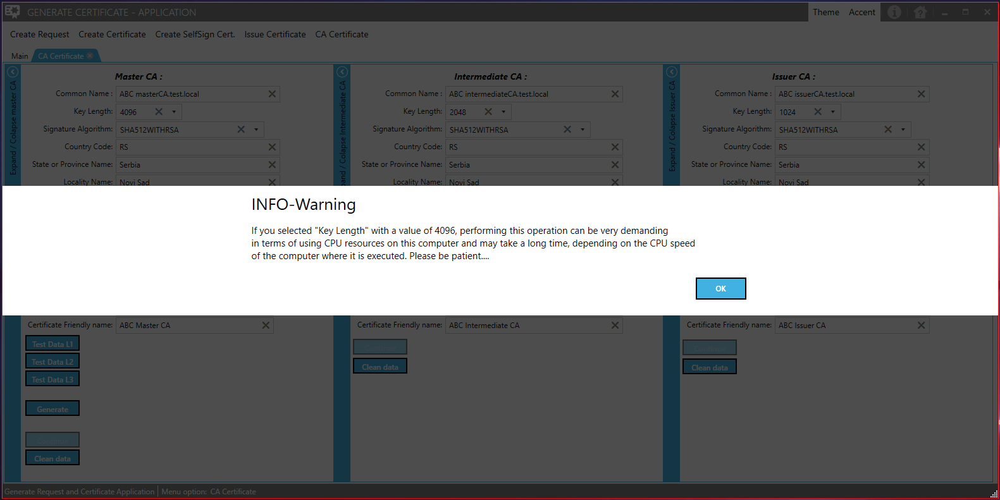 GENERATE CERTIFICATE - APPLICATION
Theme Accent
Create Request Create Certificate Create SelfSign Cert. Issue Certificate CA Certificate
Main CA Certificate
Expand / Colapse master CA
Master CA :
Common Name : ABC masterCA.test.local
Key Length: 4096
Signature Algorithm: SHA512WITHRSA
Country Code: RS
State or Province Name: Serbia
Locality Name: Novi Sad
and / Colapse Intermediate CA
Intermediate CA :
Common Name : ABC intermediateCA.test.local
Key Length: 2048
Signature Algorithm: SHA512WITHRSA
Country Code: RS
State or Province Name: Serbia
Locality Name: Novi Sad
Expand / Colapse Issuer CA
Issuer CA :
Common Name : ABC issuerCA.test.local
Key Length: 1024
Signature Algorithm: SHA512WITHRSA
Country Code: RS
State or Province Name: Serbia
Locality Name: Novi Sad
INFO-Warning
If you selected "Key Length" with a value of 4096, performing this operation can be very demanding
in terms of using CPU resources on this computer and may take a long time, depending on the CPU speed
of the computer where it is executed. Please be patient....
OK
Certificate Friendly name: ABC Master CA
Test Data L1
Test Data L2
Test Data L3
Generate
Clean data
Certificate Friendly name: ABC Intermediate CA
Clean data
Certificate Friendly name: ABC Issuer CA
Clean data
Generate Request and Certificate Application Menu option: CA Certificate